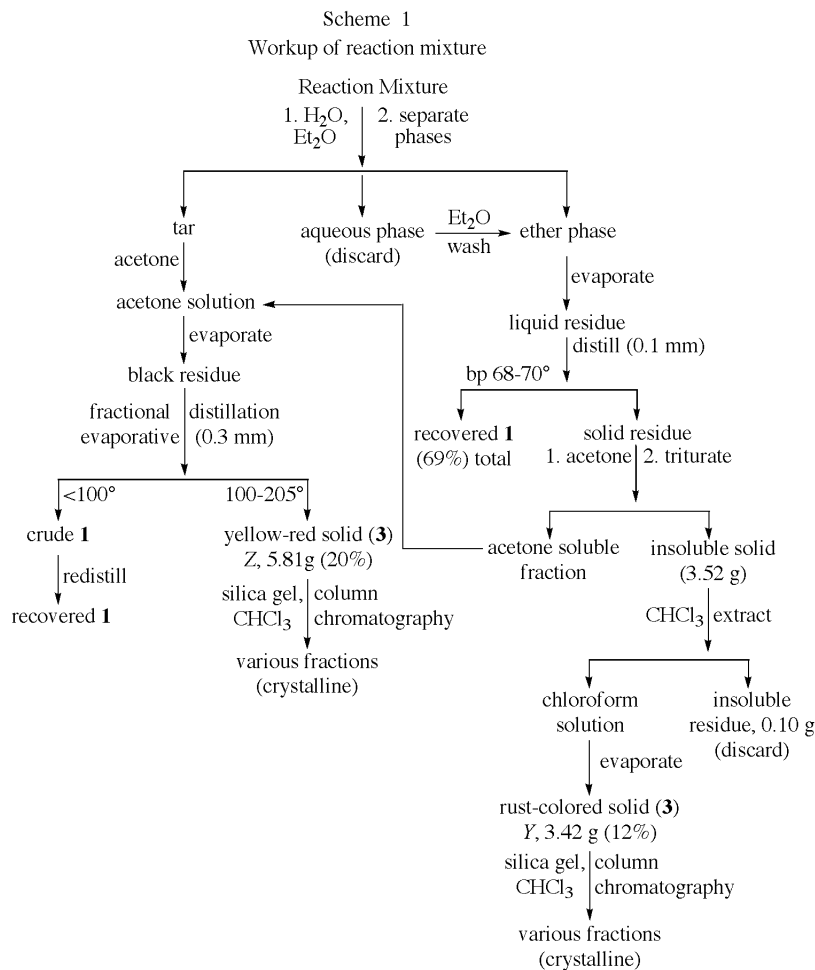 Scheme 1
Workup of reaction mixture
Reaction Mixture
1. H2O,
Et2O
2. separate
phases
tar
aqueous phase
(discard)
Et2O
wash
ether phase
acetone
evaporate
acetone solution
liquid residue
evaporate
distill (0.1 mm)
black residue
bp 68-70°
fractional
evaporative
distillation
(0.3 mm)
recovered 1
(69%) total
solid residue
1. acetone
2. triturate
<100°
100-205°
crude 1
yellow-red solid (3)
Z, 5.81g (20%)
acetone soluble
fraction
insoluble solid
(3.52 g)
redistill
silica gel,
CHCl3
column
chromatography
CHCl3
extract
recovered 1
various fractions
(crystalline)
chloroform
solution
insoluble
residue, 0.10 g
(discard)
evaporate
rust-colored solid (3)
Y, 3.42 g (12%)
silica gel,
CHCl3
column
chromatography
various fractions
(crystalline)